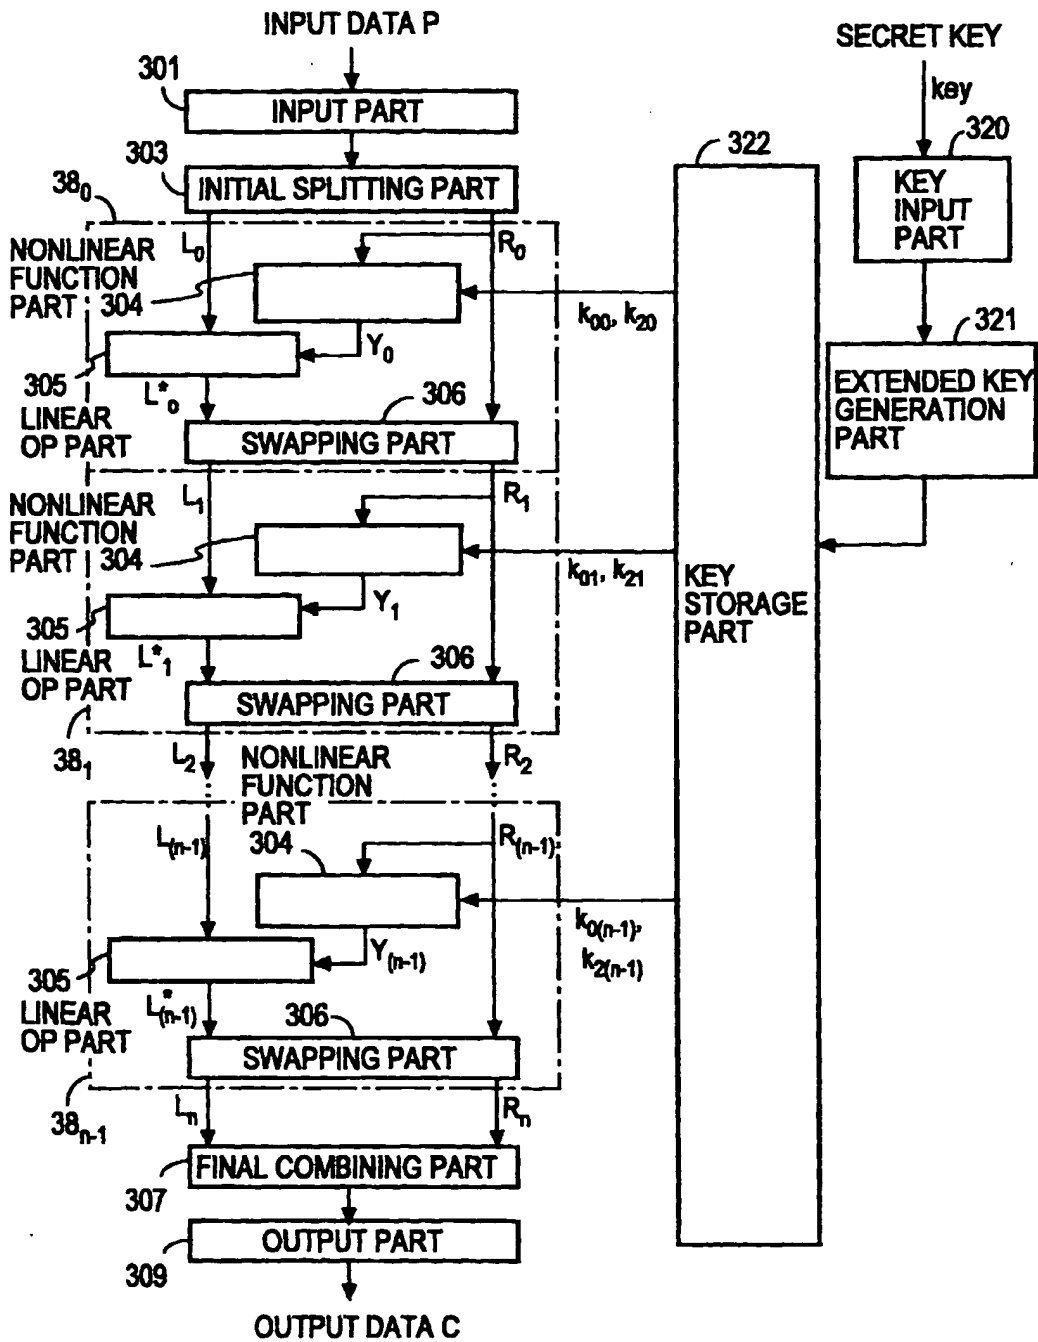 INPUT DATA P
SECRET KEY
301
key
INPUT PART
320
303
322
INITIAL SPLITTING PART
KEY
INPUT
PART
38₀
L₀
R₀
NONLINEAR
FUNCTION
PART
304
k₀₀, k₂₀
321
Y₀
305
L*₀
EXTENDED KEY
GENERATION
PART
LINEAR
OP PART
306
SWAPPING PART
L₁
R₁
NONLINEAR
FUNCTION
PART
304
k₀₁, k₂₁
KEY
STORAGE
PART
Y₁
305
L*₁
LINEAR
OP PART
306
SWAPPING PART
38₁
L₂
R₂
NONLINEAR
FUNCTION
PART
304
L(n-1)
R(n-1)
k0(n-1),
k2(n-1)
Y(n-1)
305
L*(n-1)
LINEAR
OP PART
306
SWAPPING PART
38n-1
Ln
Rn
FINAL COMBINING PART
307
OUTPUT PART
309
OUTPUT DATA C